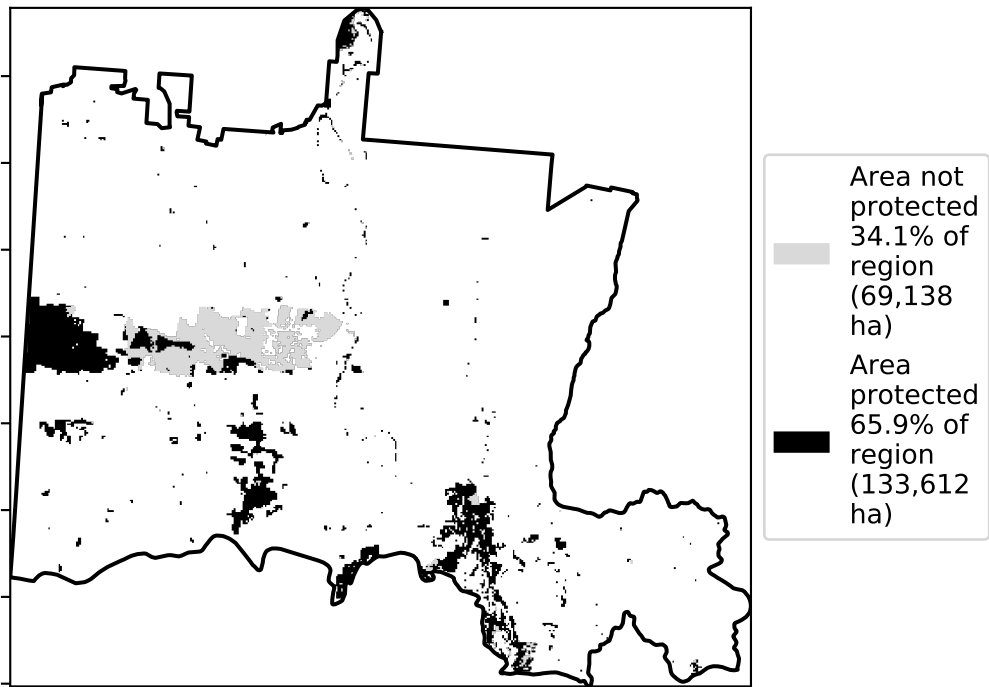 Area not
protected
34.1% of
region
(69,138
ha)
Area
protected
65.9% of
region
(133,612
ha)